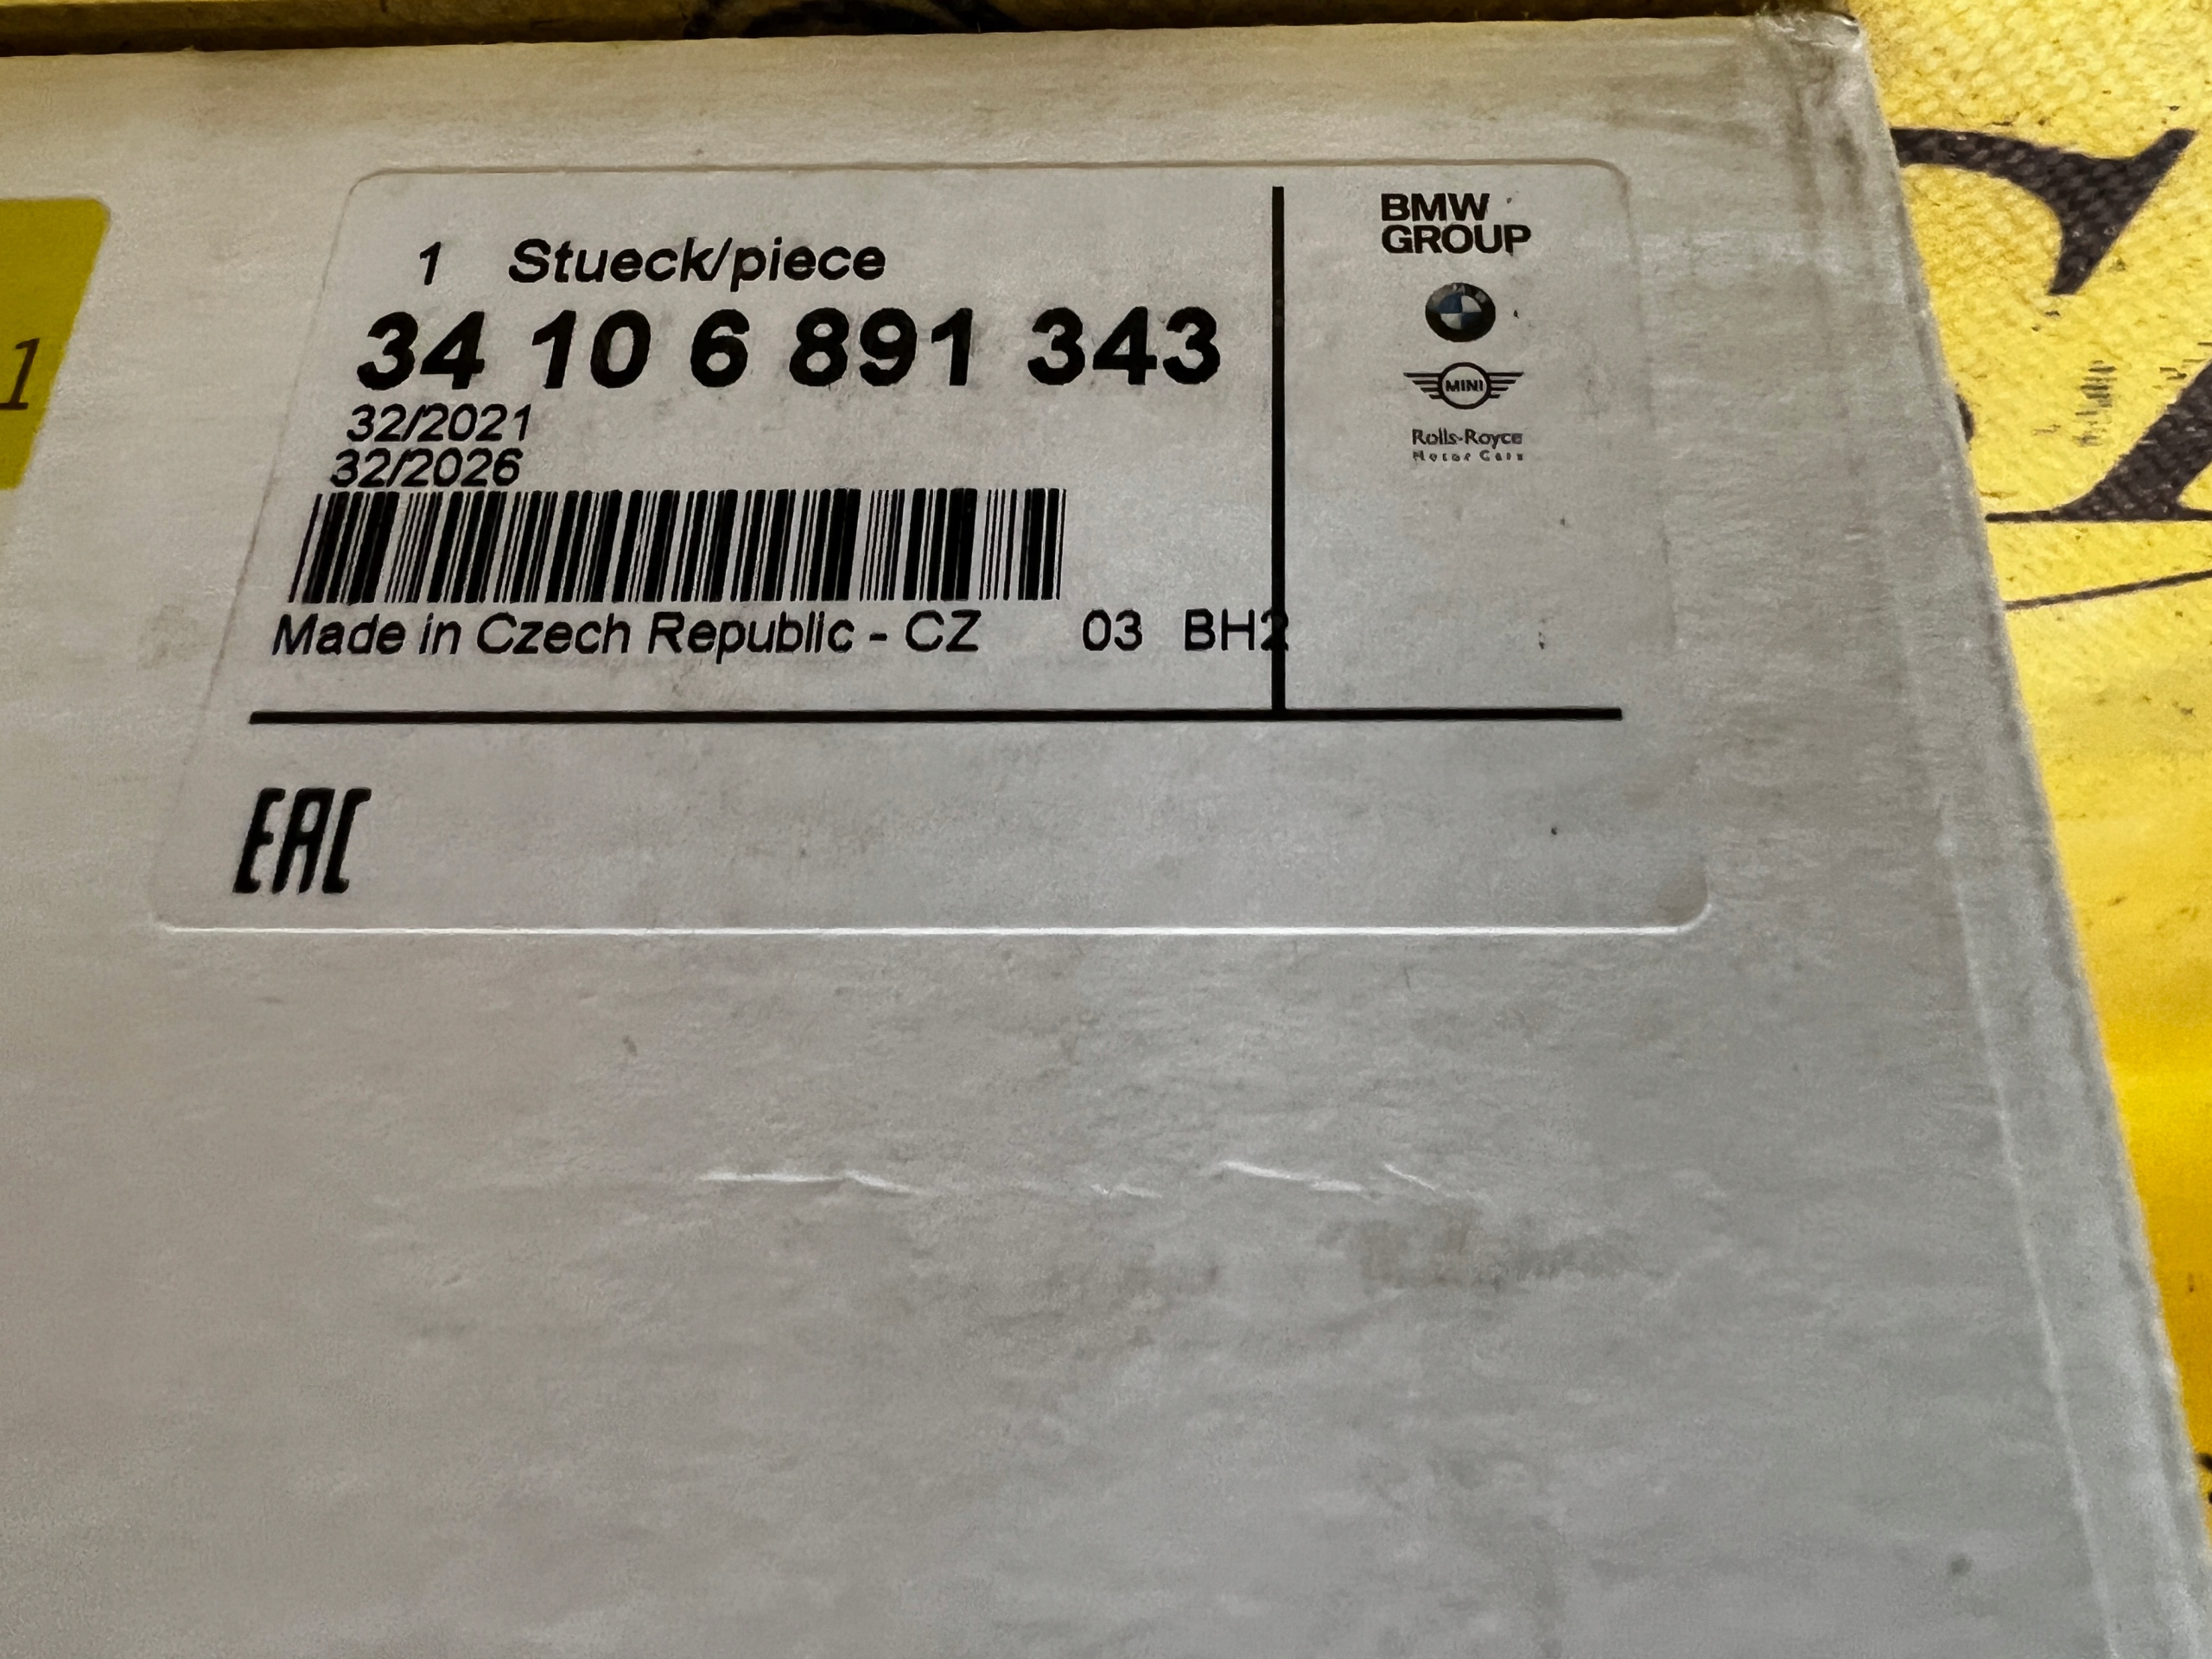 1 Stueck/piece
34 10 6 891 343
32/2021
32/2026
Made in Czech Republic - CZ 03 BH2
BMW
GROUP
MINI
Rolls-Royce
Motor Cars
EAC
1